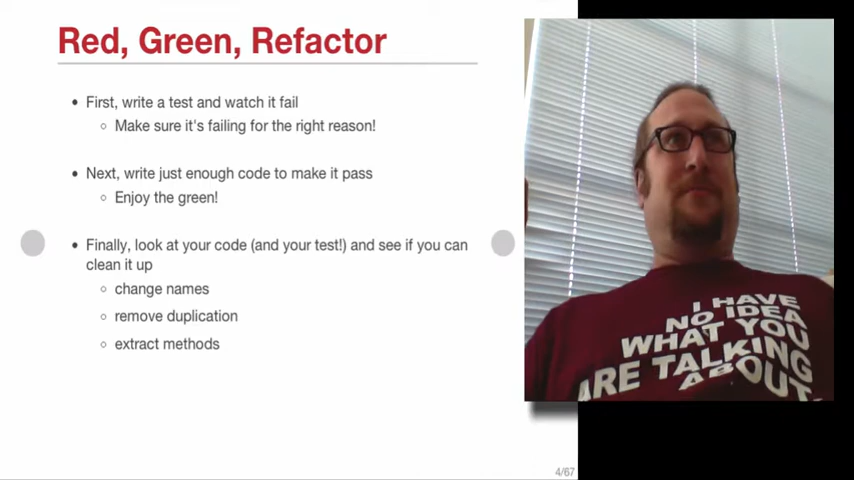 Red, Green, Refactor
• First, write a test and watch it fail
○ Make sure it's failing for the right reason!
• Next, write just enough code to make it pass
○ Enjoy the green!
• Finally, look at your code (and your test!) and see if you can
clean it up
○ change names
○ remove duplication
○ extract methods
4/67
I HAVE
NO IDEA
WHAT YOU
ARE TALKING
ABOUT.